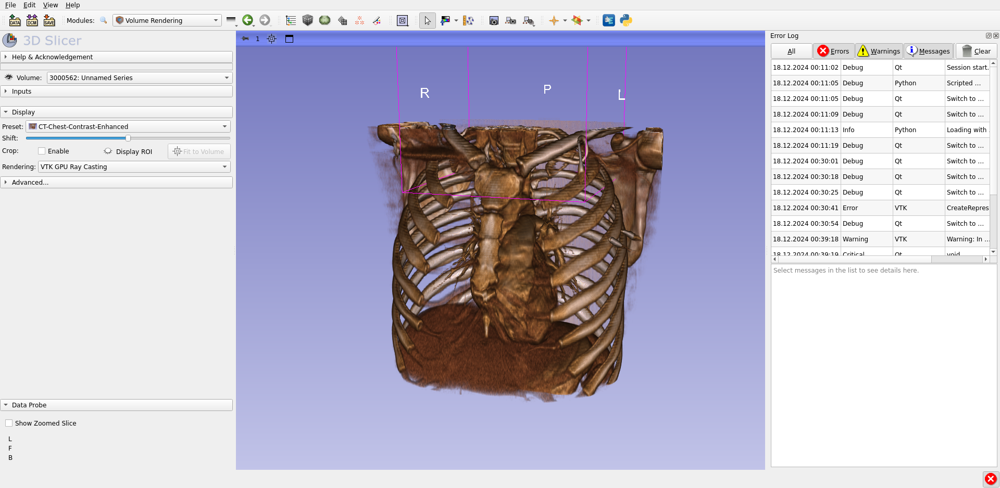 File Edit View Help
DATA DCM SAVE Modules: Volume Rendering
3D Slicer
Help & Acknowledgement
Volume: 3000562: Unnamed Series
Inputs
Display
Preset: CT-Chest-Contrast-Enhanced
Shift:
Crop: Enable Display ROI Fit to Volume
Rendering: VTK GPU Ray Casting
Advanced...
Data Probe
Show Zoomed Slice
L
F
B
1
R P L
Error Log
All Errors Warnings Messages Clear
18.12.2024 00:11:02 Debug Qt Session start.
18.12.2024 00:11:05 Debug Python Scripted ...
18.12.2024 00:11:05 Debug Qt Switch to ...
18.12.2024 00:11:09 Debug Qt Switch to ...
18.12.2024 00:11:13 Info Python Loading with
18.12.2024 00:11:19 Debug Qt Switch to ...
18.12.2024 00:30:01 Debug Qt Switch to ...
18.12.2024 00:30:18 Debug Qt Switch to ...
18.12.2024 00:30:25 Debug Qt Switch to ...
18.12.2024 00:30:41 Error VTK CreateRepres
18.12.2024 00:30:54 Debug Qt Switch to ...
18.12.2024 00:39:18 Warning VTK Warning: In ...
18.12.2024 00:39:19 Critical Qt void
Select messages in the list to see details here.